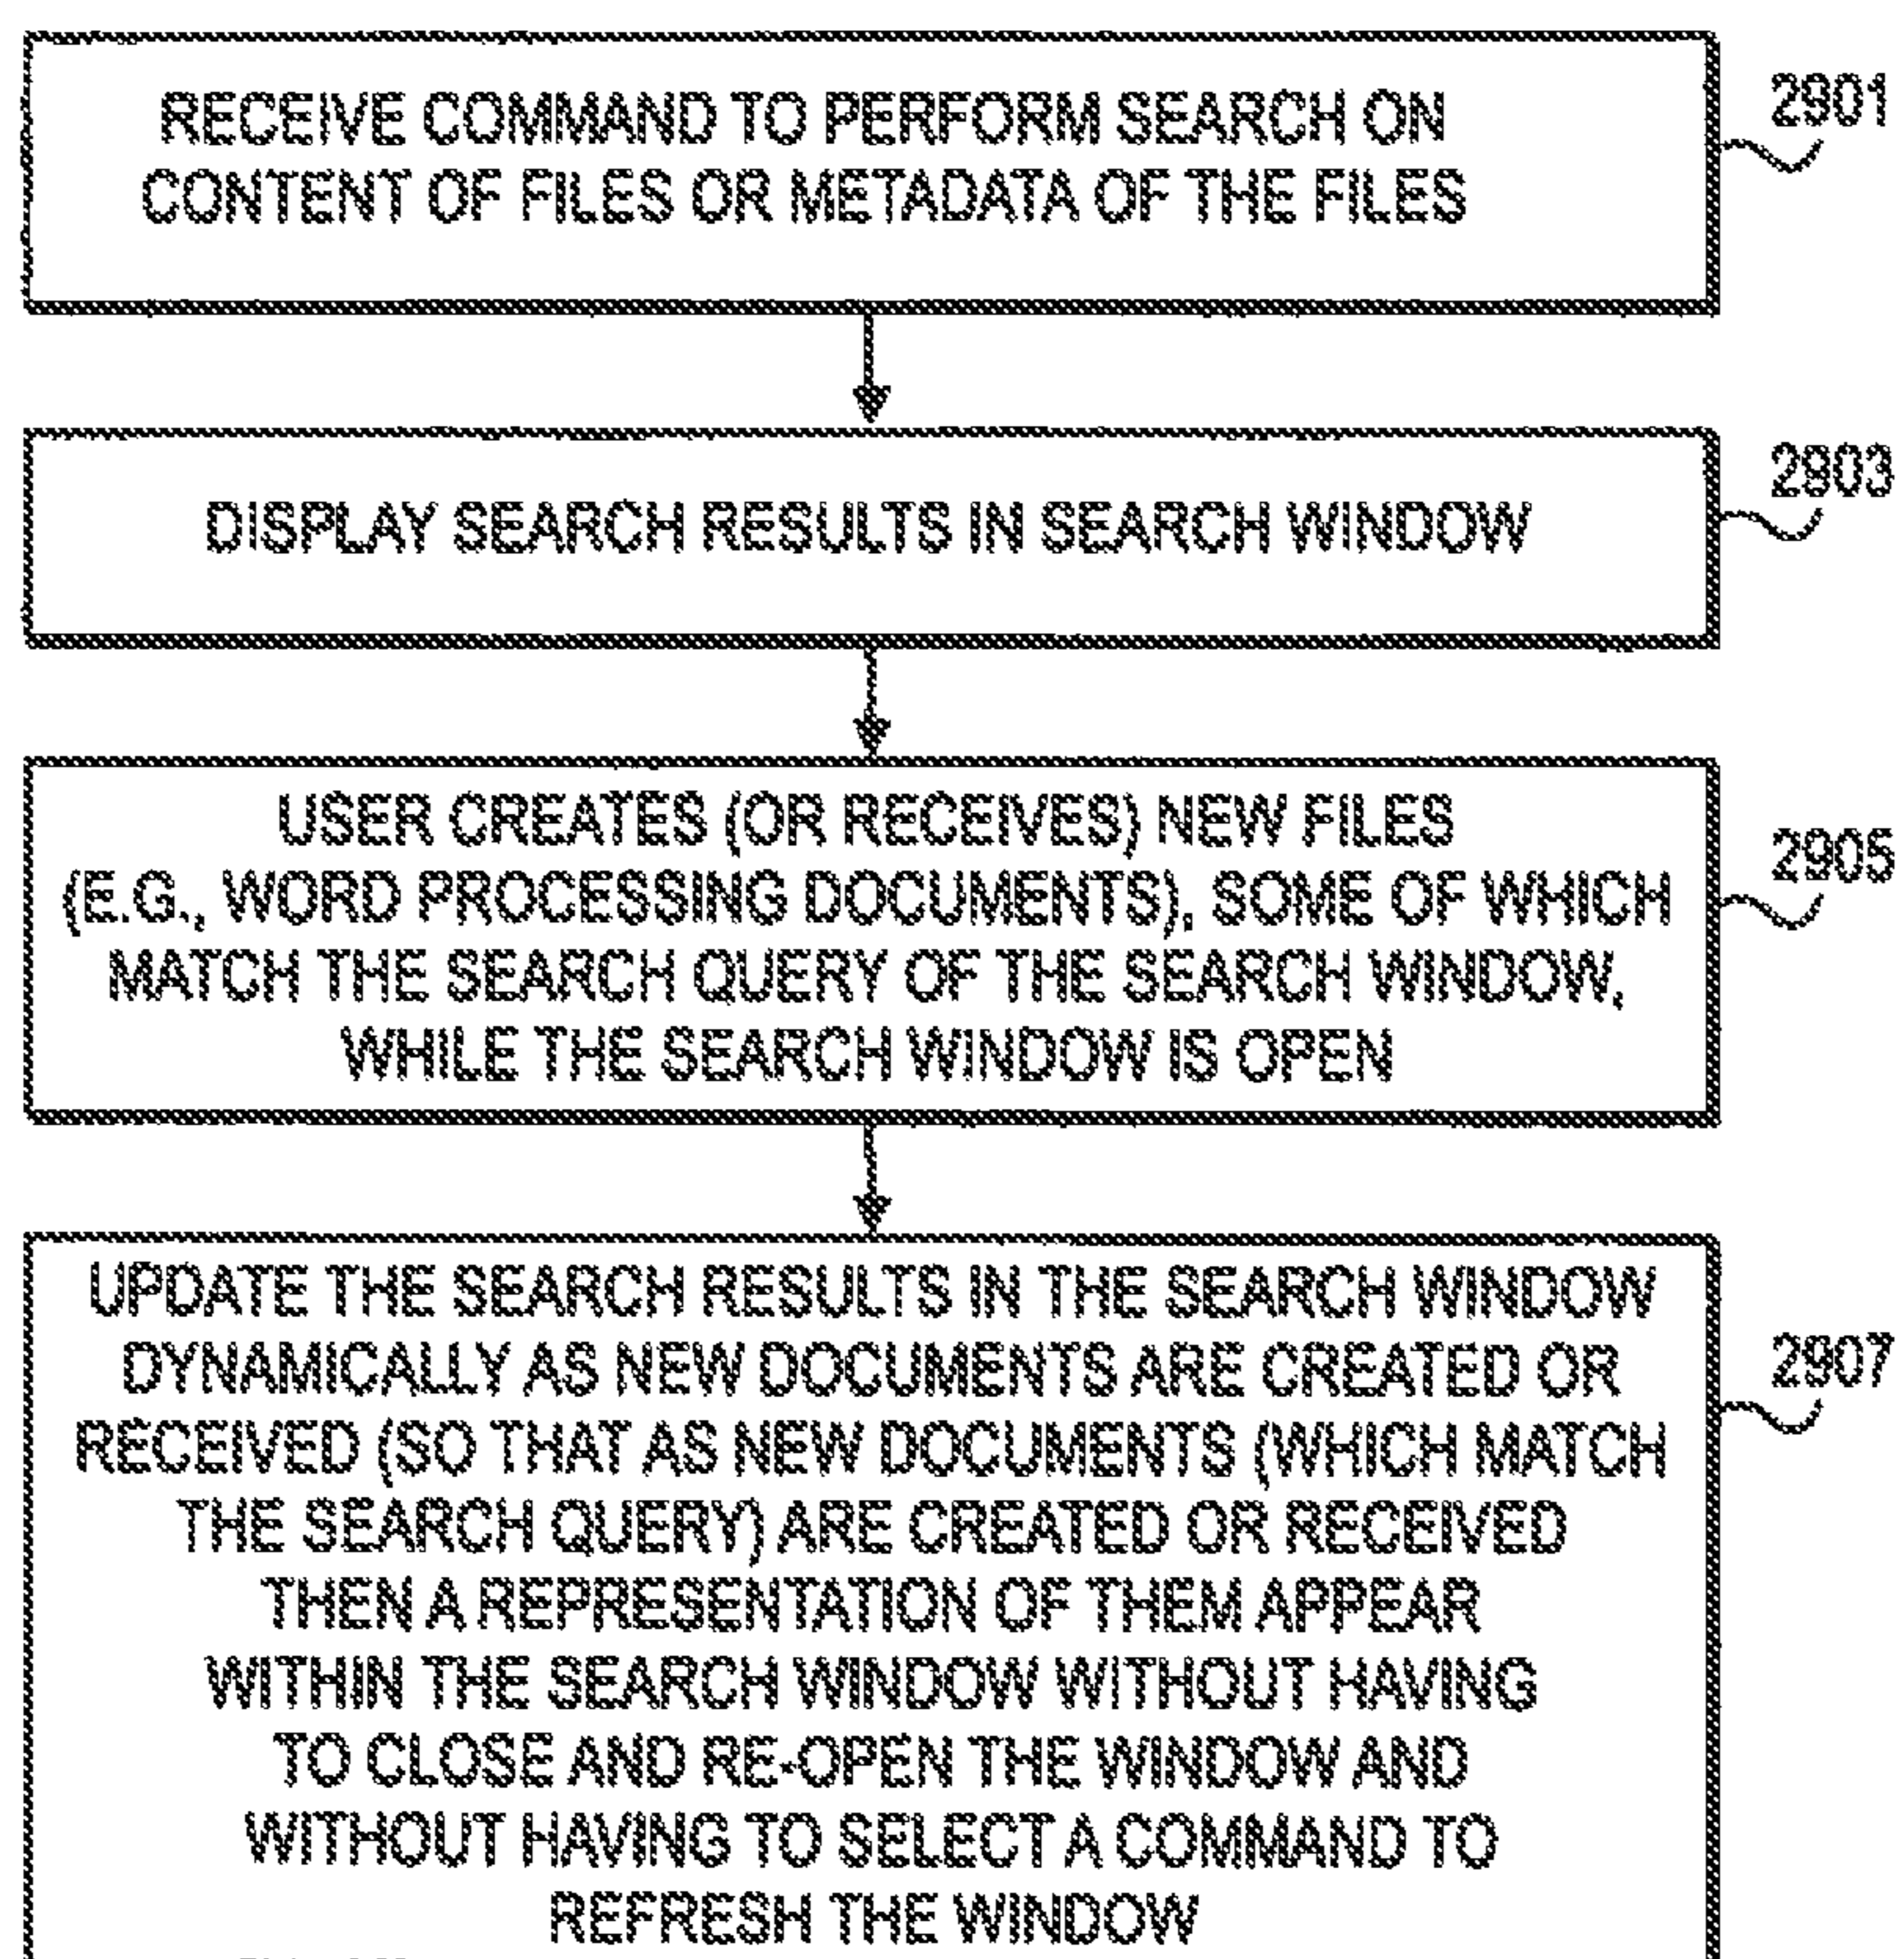 RECEIVE COMMAND TO PERFORM SEARCH ON
CONTENT OF FILES OR METADATA OF THE FILES
2901
DISPLAY SEARCH RESULTS IN SEARCH WINDOW
2903
USER CREATES (OR RECEIVES) NEW FILES
(E.G., WORD PROCESSING DOCUMENTS), SOME OF WHICH
MATCH THE SEARCH QUERY OF THE SEARCH WINDOW,
WHILE THE SEARCH WINDOW IS OPEN
2905
UPDATE THE SEARCH RESULTS IN THE SEARCH WINDOW
DYNAMICALLY AS NEW DOCUMENTS ARE CREATED OR
RECEIVED (SO THAT AS NEW DOCUMENTS (WHICH MATCH
THE SEARCH QUERY) ARE CREATED OR RECEIVED
THEN A REPRESENTATION OF THEM APPEAR
WITHIN THE SEARCH WINDOW WITHOUT HAVING
TO CLOSE AND RE-OPEN THE WINDOW AND
WITHOUT HAVING TO SELECT A COMMAND TO
REFRESH THE WINDOW
2907